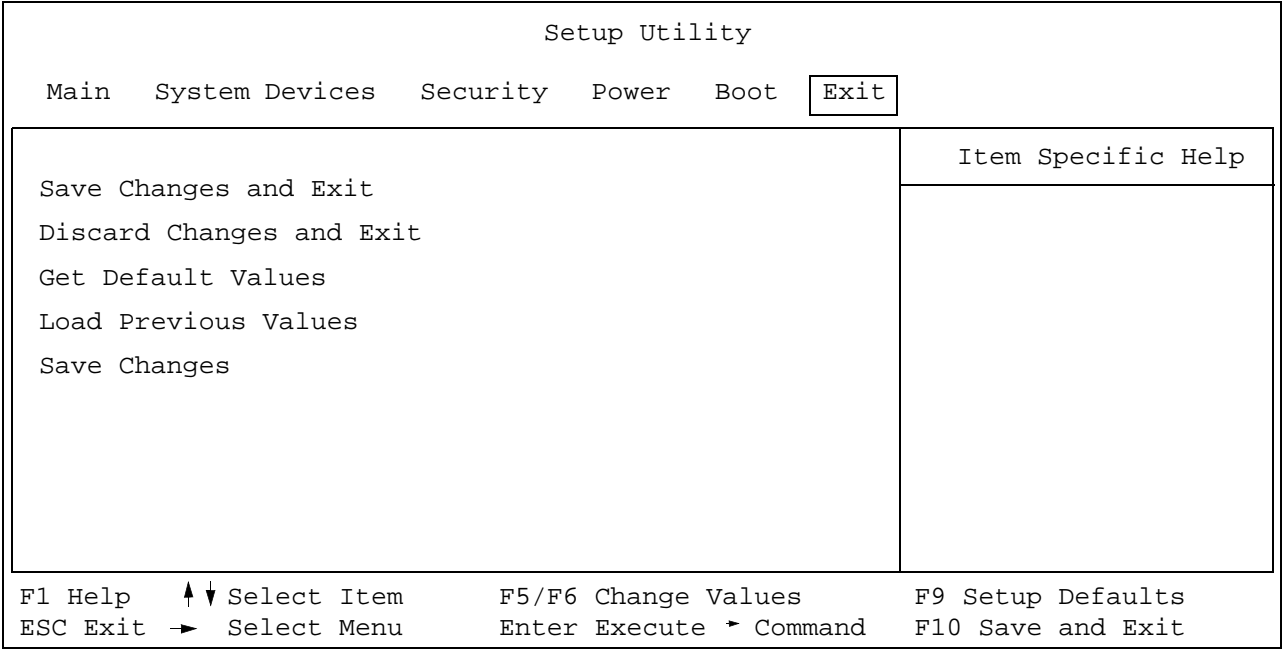 Setup Utility
Main System Devices Security Power Boot Exit
Item Specific Help
Save Changes and Exit
Discard Changes and Exit
Get Default Values
Load Previous Values
Save Changes
F1 Help Select Item F5/F6 Change Values F9 Setup Defaults
ESC Exit Select Menu Enter Execute Command F10 Save and Exit